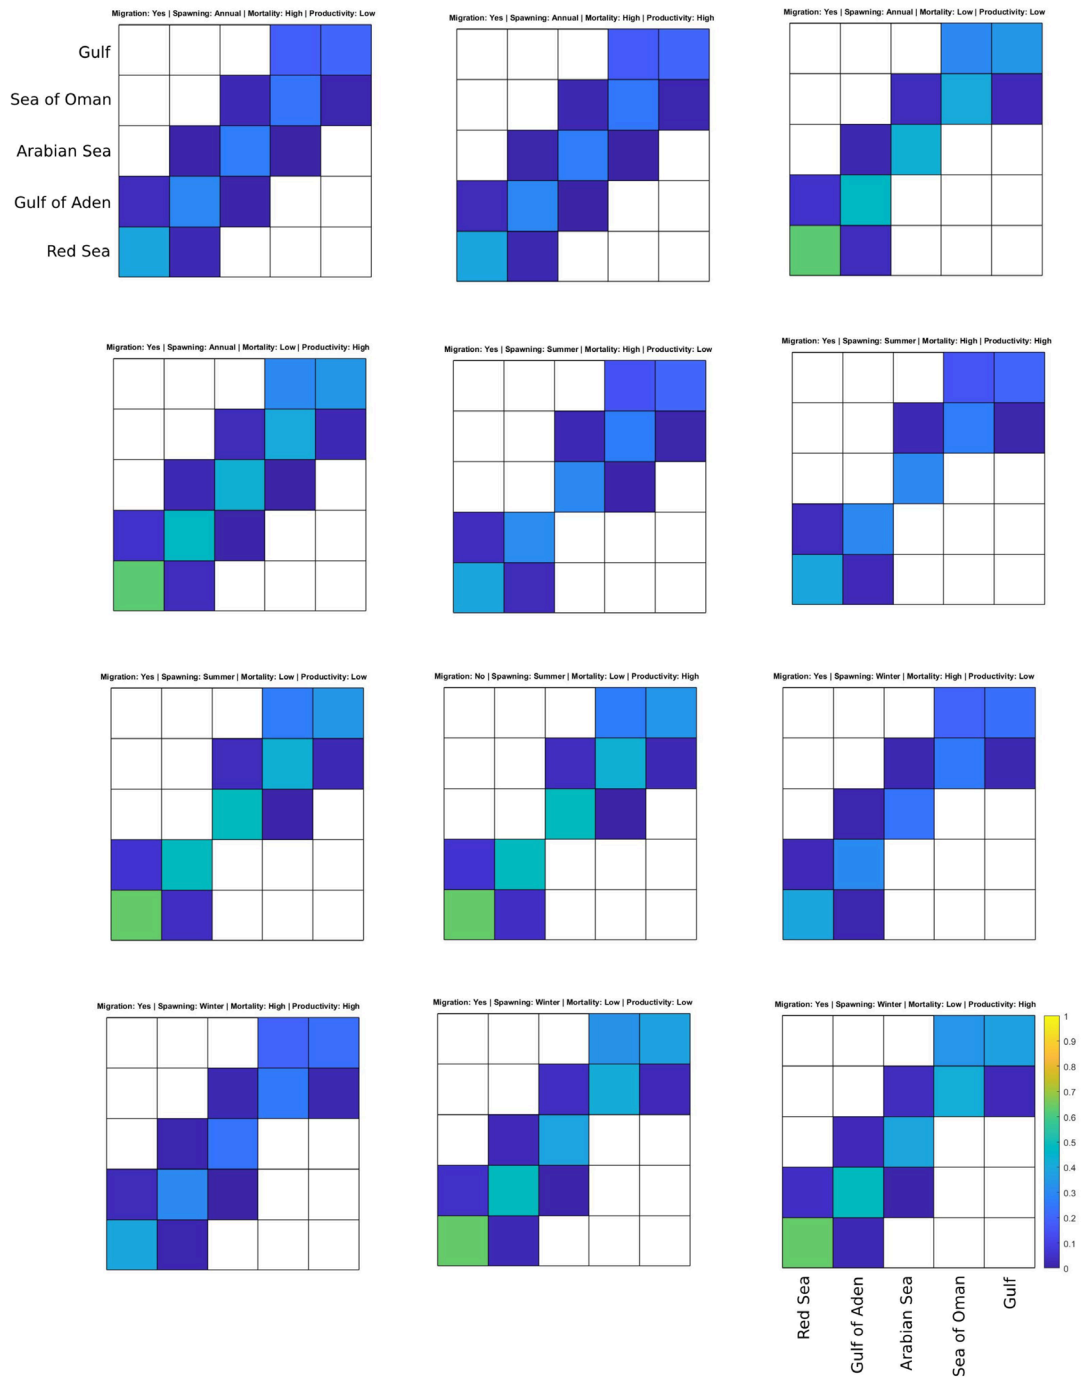 Migration: Yes | Spawning: Annual | Mortality: High | Productivity: Low
Migration: Yes | Spawning: Annual | Mortality: High | Productivity: High
Migration: Yes | Spawning: Annual | Mortality: Low | Productivity: Low
Gulf
Sea of Oman
Arabian Sea
Gulf of Aden
Red Sea
Migration: Yes | Spawning: Annual | Mortality: Low | Productivity: High
Migration: Yes | Spawning: Summer | Mortality: High | Productivity: Low
Migration: Yes | Spawning: Summer | Mortality: High | Productivity: High
Migration: Yes | Spawning: Summer | Mortality: Low | Productivity: Low
Migration: No | Spawning: Summer | Mortality: Low | Productivity: High
Migration: Yes | Spawning: Winter | Mortality: High | Productivity: Low
Migration: Yes | Spawning: Winter | Mortality: High | Productivity: High
Migration: Yes | Spawning: Winter | Mortality: Low | Productivity: Low
Migration: Yes | Spawning: Winter | Mortality: Low | Productivity: High
1
0.9
0.8
0.7
0.6
0.5
0.4
0.3
0.2
0.1
0
Red Sea
Gulf of Aden
Arabian Sea
Sea of Oman
Gulf